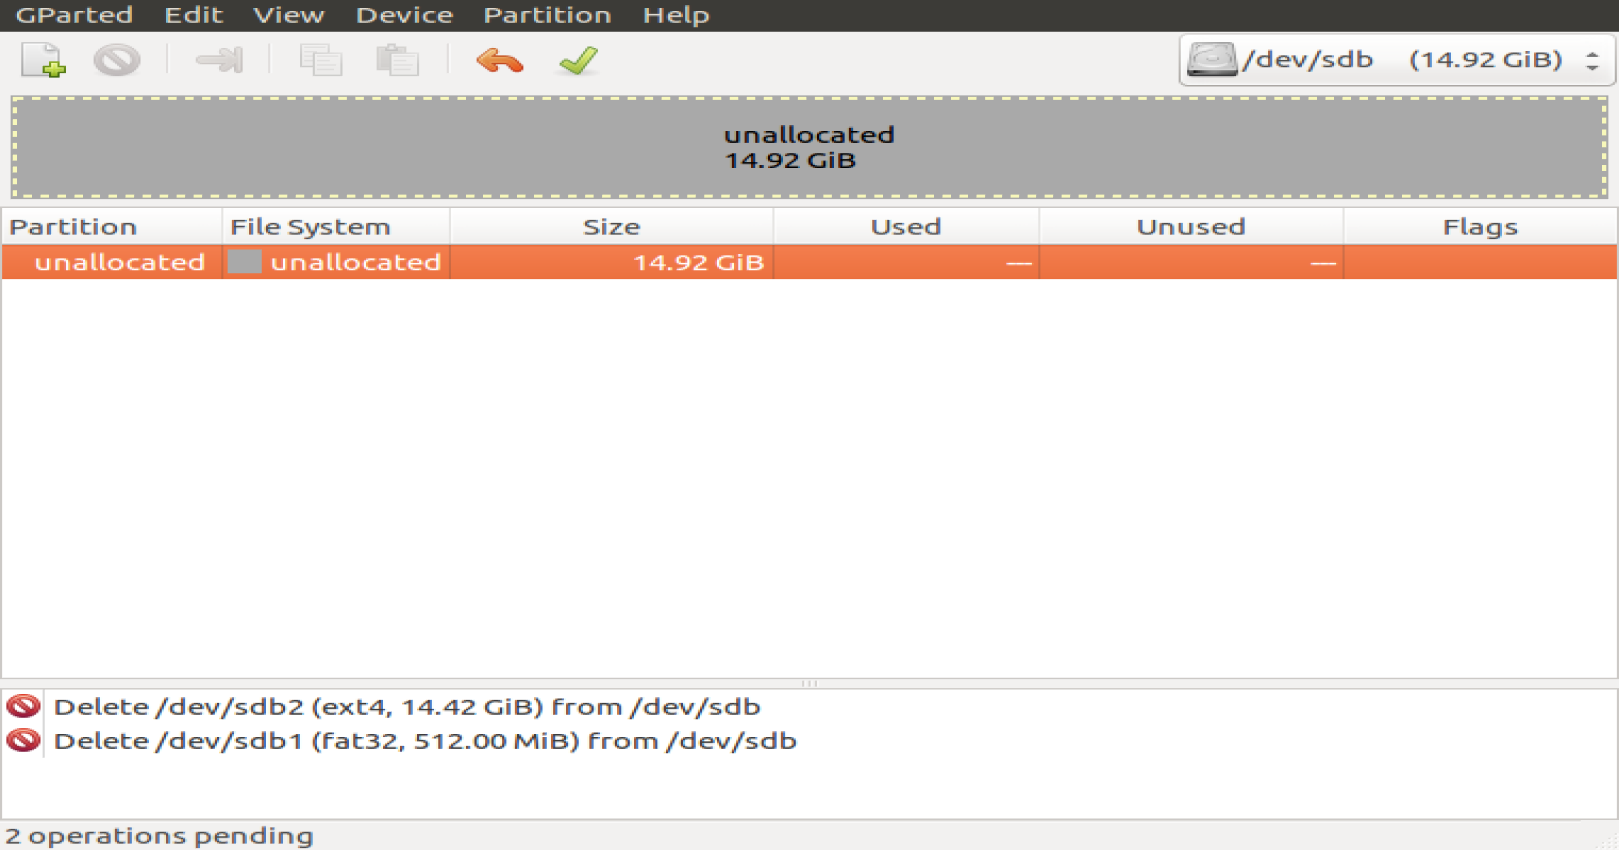 GParted Edit View Device Partition Help
/dev/sdb (14.92 GiB)
unallocated
14.92 GiB
Partition File System Size Used Unused Flags
unallocated unallocated 14.92 GiB --- ---
Delete /dev/sdb2 (ext4, 14.42 GiB) from /dev/sdb
Delete /dev/sdb1 (fat32, 512.00 MiB) from /dev/sdb
2 operations pending